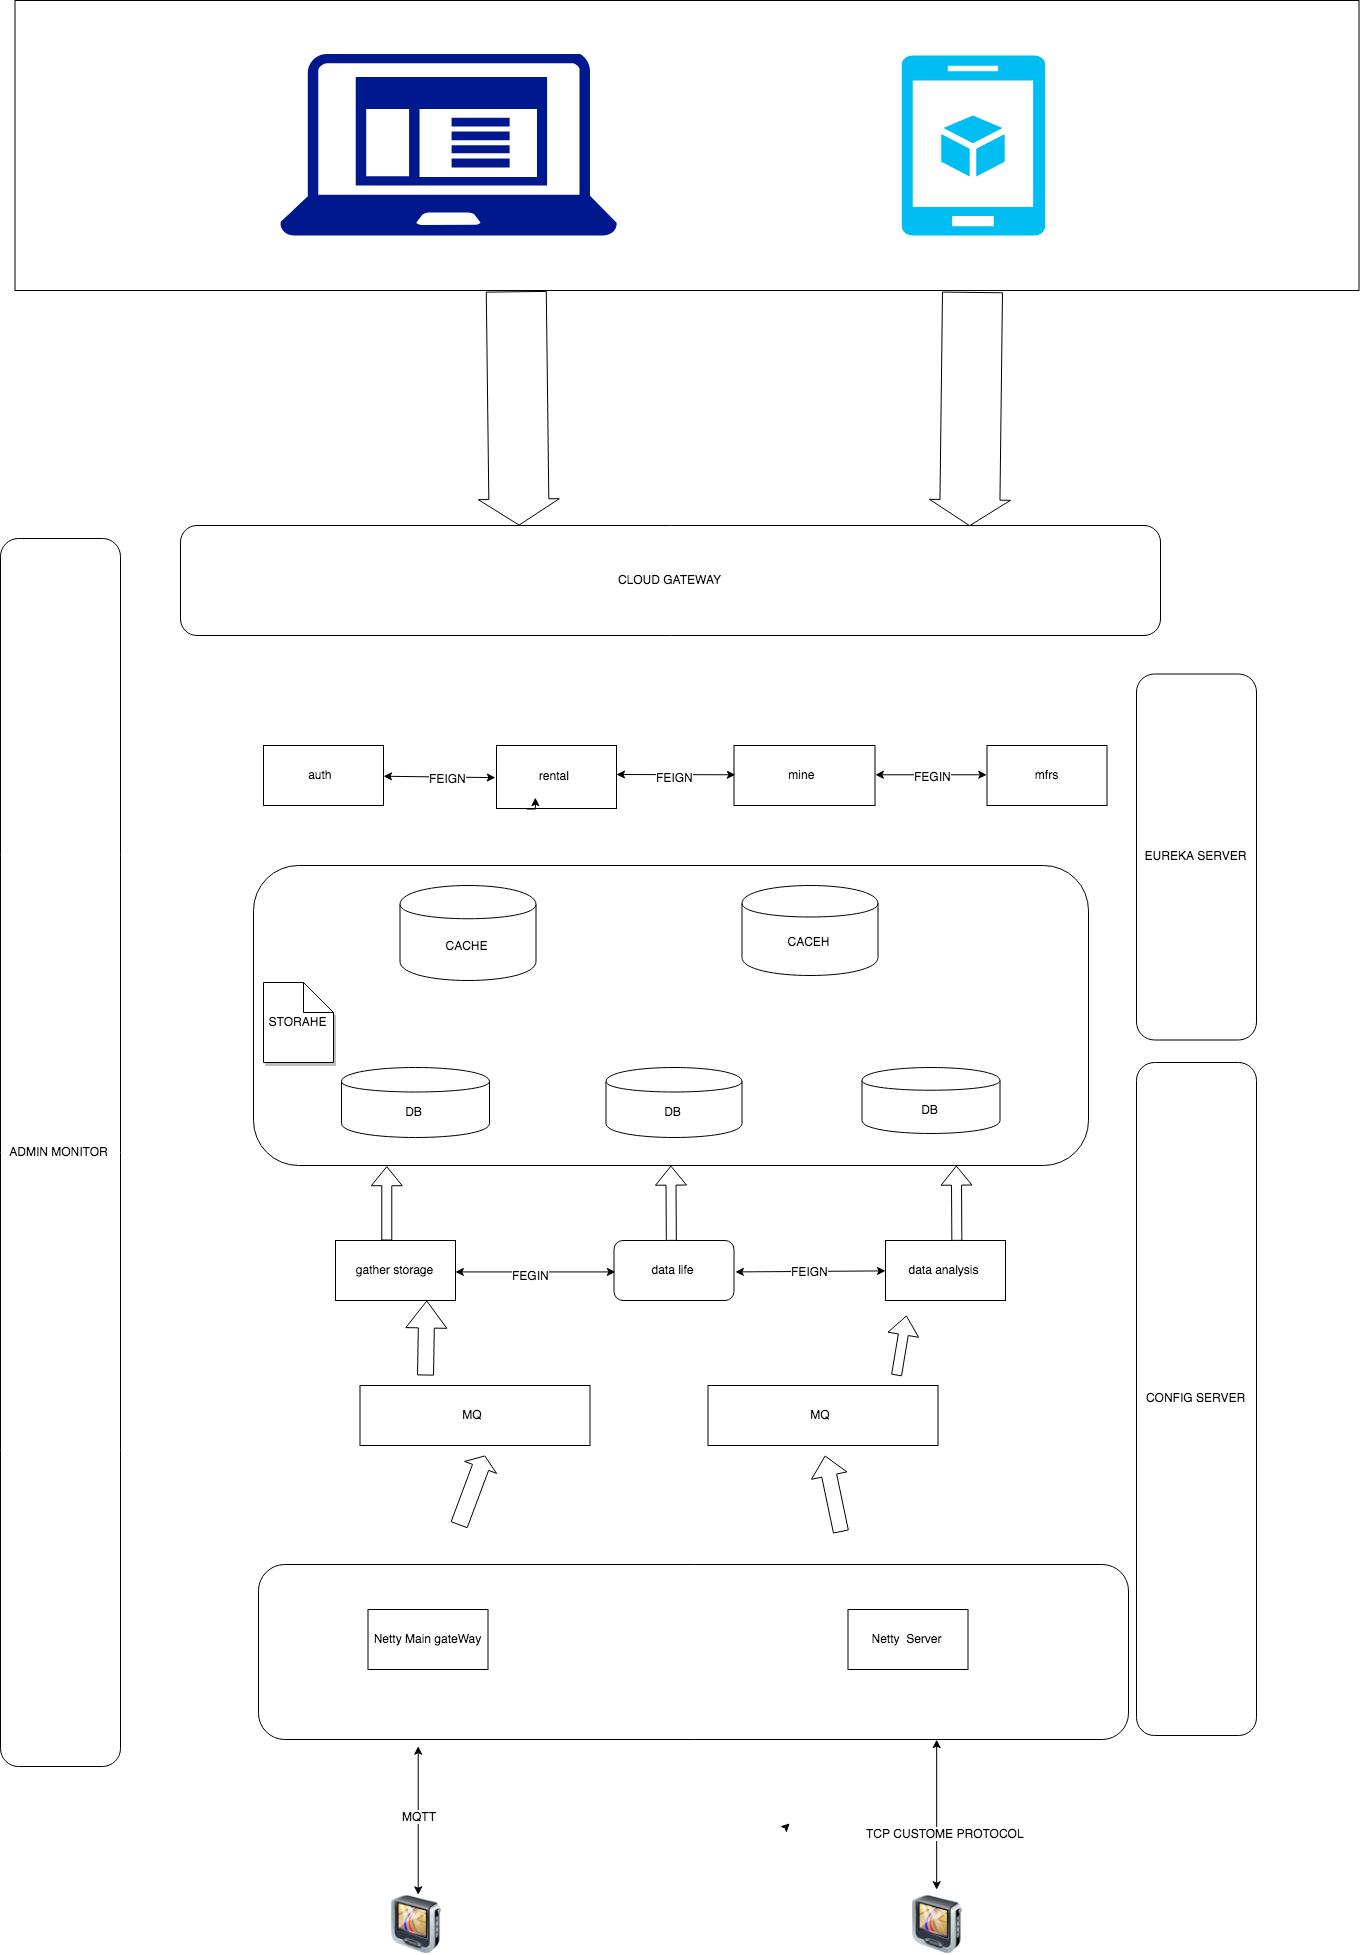 CLOUD GATEWAY
auth
FEIGN
rental
FEIGN
mine
FEGIN
mfrs
EUREKA SERVER
CACHE
CACEH
STORAHE
DB
DB
DB
ADMIN MONITOR
gather storage
FEGIN
data life
FEIGN
data analysis
CONFIG SERVER
MQ
MQ
Netty Main gateWay
Netty  Server
MQTT
TCP CUSTOME PROTOCOL